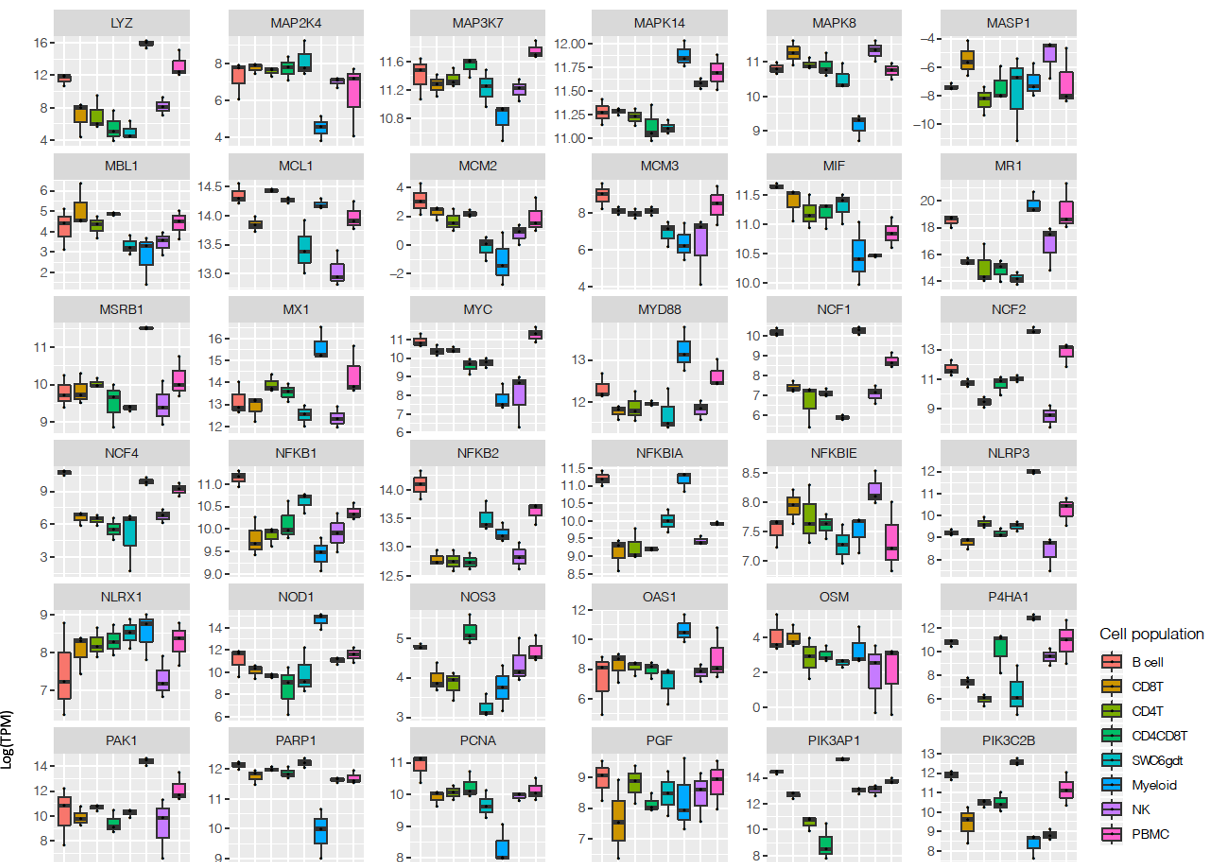 LYZ MAP2K4 MAP3K7 MAPK14 MAPK8 MASP1
16 12 8 4
8 6 4
11.6 11.2 10.8
12.00 11.75 11.50 11.25 11.00
11 10 9
−4 −6 −8 −10
MBL1 MCL1 MCM2 MCM3 MIF MR1
6 5 4 3 2
14.5 14.0 13.5 13.0
4 2 0 −2
8 6 4
11.5 11.0 10.5 10.0
20 18 16 14
MSRB1 MX1 MYC MYD88 NCF1 NCF2
11 10 9
16 15 14 13 12
11 10 9 8 7 6
13 12
10 9 8 7 6
13 11 9
NCF4 NFKB1 NFKB2 NFKBIA NFKBIE NLRP3
9 6 3
11.0 10.5 10.0 9.5 9.0
14.0 13.5 13.0 12.5
11.5 11.0 10.5 10.0 9.5 9.0 8.5
8.5 8.0 7.5 7.0
12 11 10 9 8
NLRX1 NOD1 NOS3 OAS1 OSM P4HA1
9 8 7
14 12 10 8 6
5 4 3
12 10 8 6
4 2 0
12 10 8 6
PAK1 PARP1 PCNA PGF PIK3AP1 PIK3C2B
14 12 10 8
12 11 10 9
11 10 9 8
9 8 7
14 12 10 8
13 12 11 10 9 8
Log(TPM)
Cell population
B cell
CD8T
CD4T
CD4CD8T
SWC6gdt
Myeloid
NK
PBMC